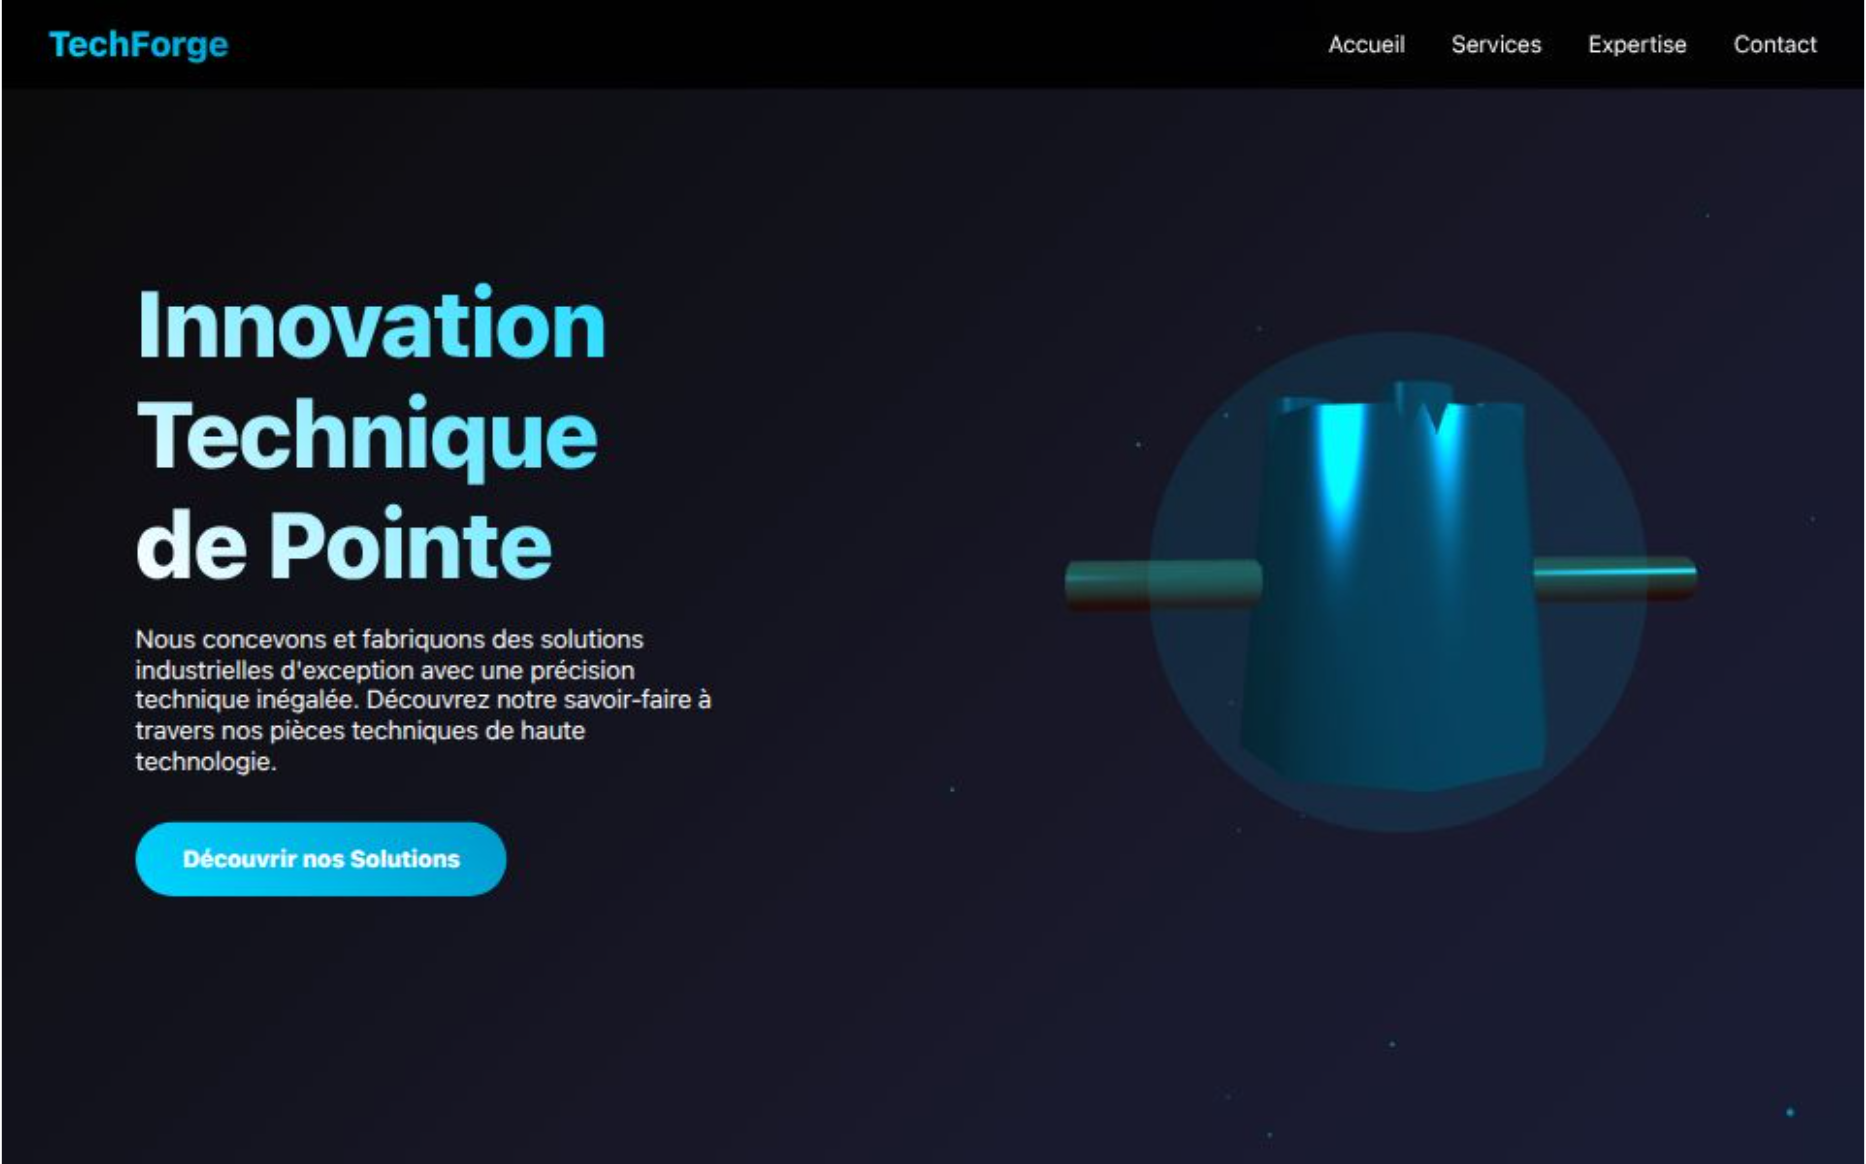 TechForge
Accueil Services Expertise Contact
Innovation
Technique
de Pointe
Nous concevons et fabriquons des solutions
industrielles d'exception avec une précision
technique inégalée. Découvrez notre savoir-faire à
travers nos pièces techniques de haute
technologie.
Découvrir nos Solutions